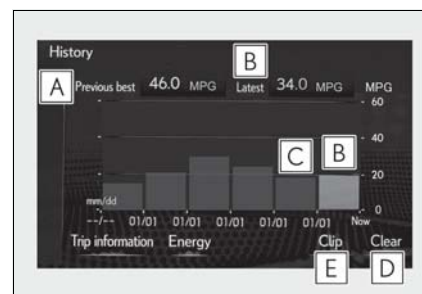 History
B
A Previous best 46.0 MPG Latest 34.0 MPG MPG
60
40
C B
20
mm/dd 0
--/-- 01/01 01/01 01/01 01/01 01/01 Now
Trip information Energy Clip Clear
E D